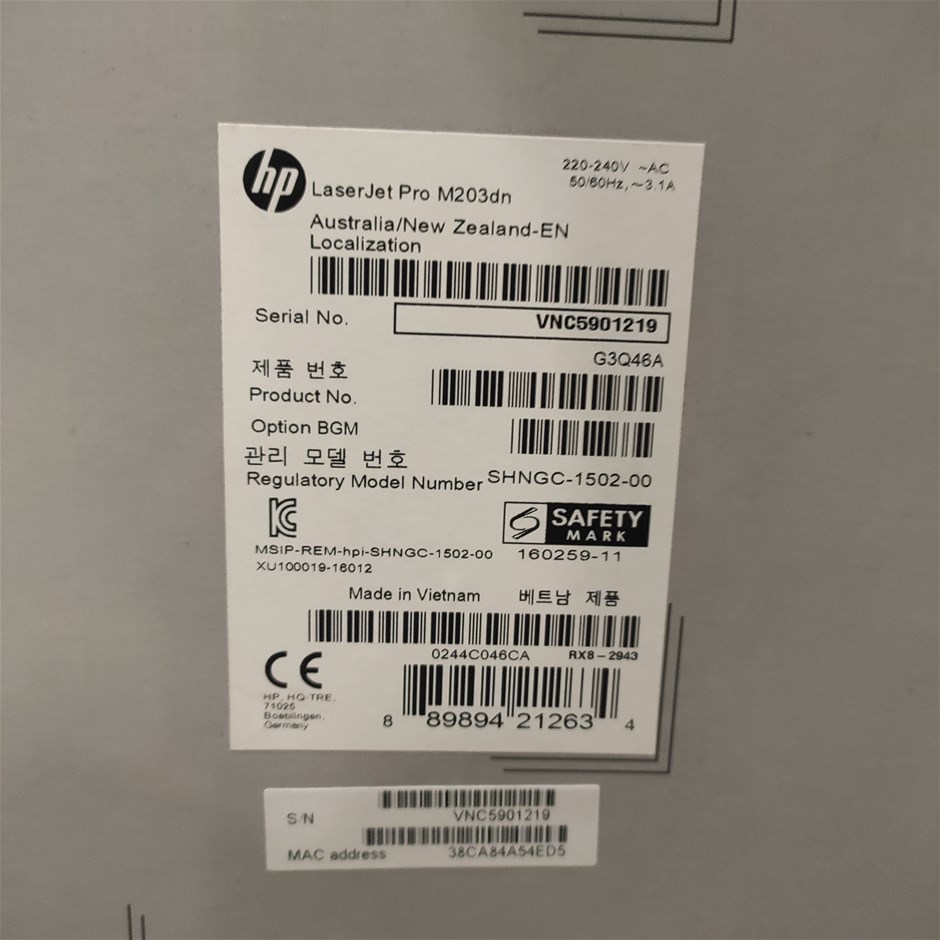 hp
LaserJet Pro M203dn
220-240V ~AC
50/60Hz, ~3.1A
Australia/New Zealand-EN
Localization
Serial No.
VNC5901219
G3Q46A
제품 번호
Product No.
Option BGM
관리 모델 번호
Regulatory Model Number SHNGC-1502-00
SAFETY
MARK
MSIP-REM-hpi-SHNGC-1502-00
160259-11
XU100019-16012
Made in Vietnam 베트남 제품
0244C046CA RX8-2943
CE
HP, HQ-TRE,
71025
Boeblingen,
Germany
8 89894 21263 4
S/N
VNC5901219
MAC address 38CA84A54ED5